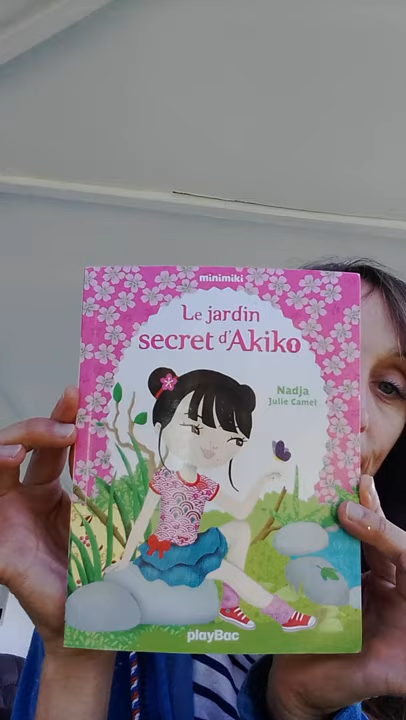 minimiki
Le jardin
secret d'Akiko
Nadja
Julie Camel
playBac